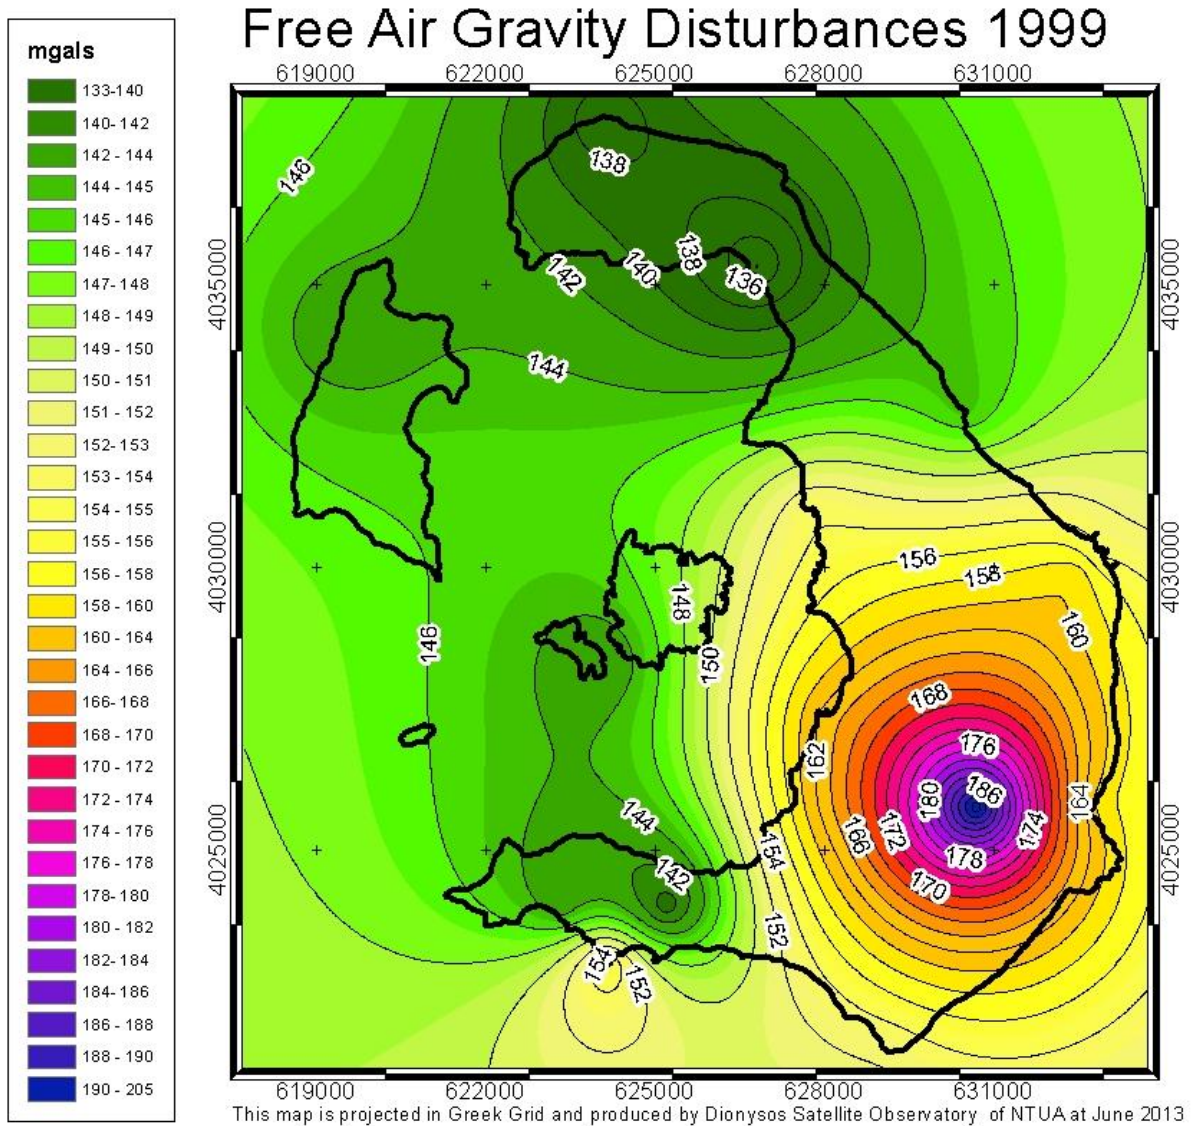 Free Air Gravity Disturbances 1999
mgals
133-140
140- 142
142 - 144
144 - 145
145 - 146
146 - 147
147- 148
148 - 149
149 - 150
150 - 151
151 - 152
152- 153
153 - 154
154 - 155
155 - 156
156 - 158
158 - 160
160 - 164
164 - 166
166- 168
168 - 170
170 - 172
172 - 174
174 - 176
176 - 178
178- 180
180 - 182
182- 184
184- 186
186 - 188
188 - 190
190 - 205
619000 622000 625000 628000 631000
146
138
4035000
142
140
138
136
4035000
144
4030000
156
158
4030000
148
160
146
150
168
162
176
186
180
164
144
4025000
154
166
172
174
178
4025000
142
170
152
154
152
619000 622000 625000 628000 631000
This map is projected in Greek Grid and produced by Dionysos Satellite Observatory of NTUA at June 2013